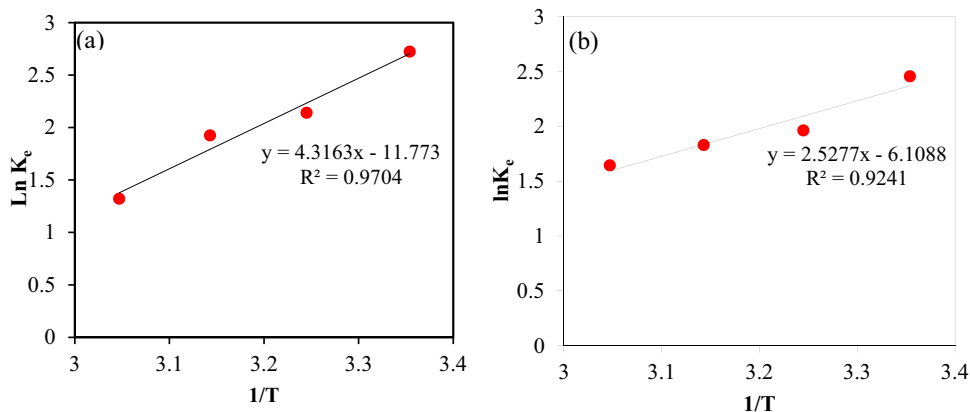 (a)
3
2.5
2
1.5
1
0.5
0
Ln Kₑ
y = 4.3163x - 11.773
R² = 0.9704
3 3.1 3.2 3.3 3.4
1/T
(b)
3
2.5
2
1.5
1
0.5
0
lnKₑ
y = 2.5277x - 6.1088
R² = 0.9241
3 3.1 3.2 3.3 3.4
1/T